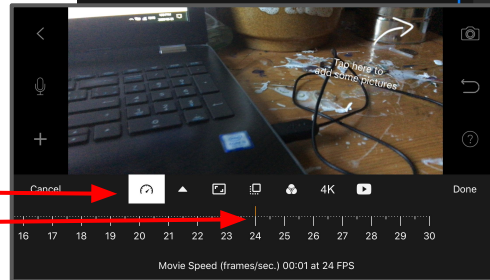 Tap here to
add some pictures
Cancel
4K
Done
16 17 18 19 20 21 22 23 24 25 26 27 28 29 30
Movie Speed (frames/sec.) 00:01 at 24 FPS